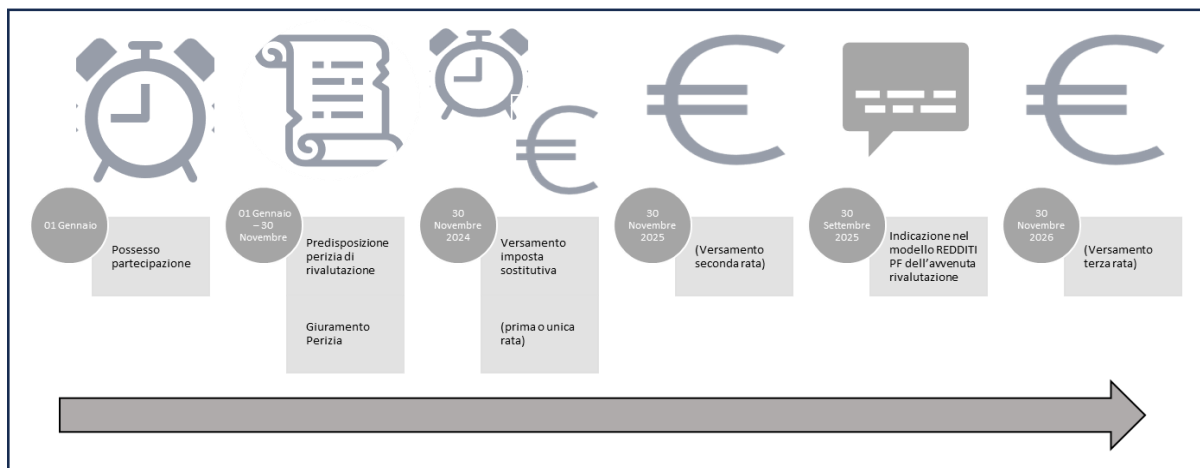 01 Gennaio
Possesso
partecipazione
01 Gennaio
– 30
Novembre
Predisposizione
perizia di
rivalutazione
Giuramento
Perizia
30
Novembre
2024
Versamento
imposta
sostitutiva
(prima o unica
rata)
30
Novembre
2025
(Versamento
seconda rata)
30
Settembre
2025
Indicazione nel
modello REDDITI
PF dell'avvenuta
rivalutazione
30
Novembre
2026
(Versamento
terza rata)